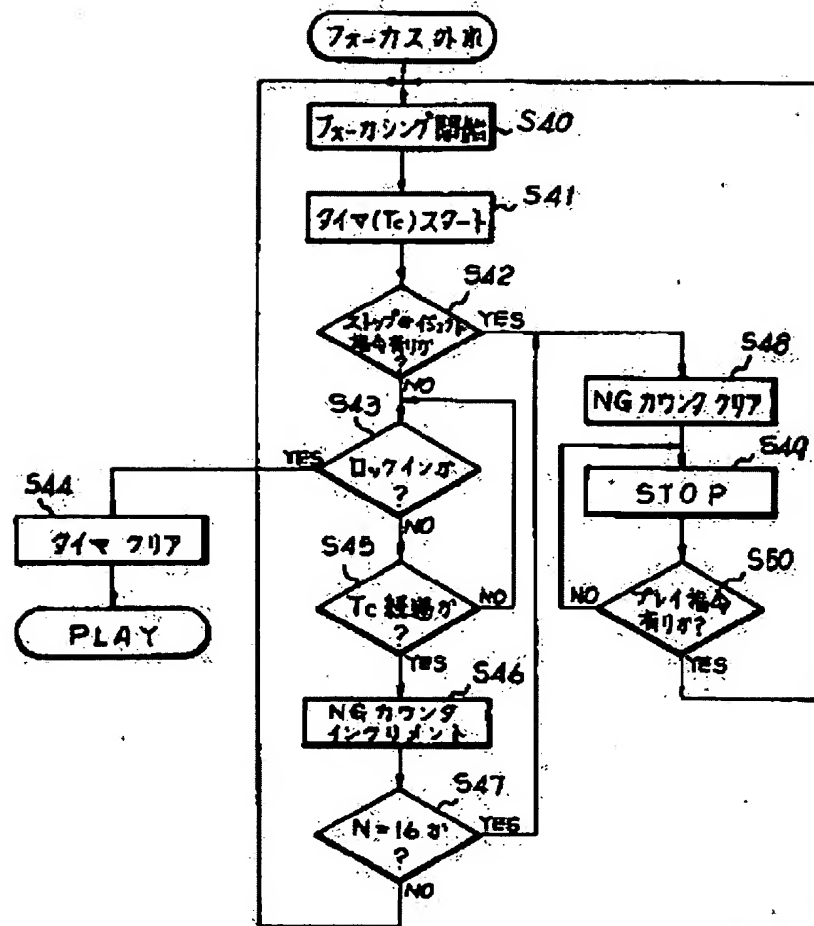 フォーカス外れ
フォーカシング開始
S40
タイマ(Tc)スタート
S41
S42
ストップorイジェクト
指令有りか
?
YES
NO
S43
ロックインか
?
YES
NO
S44
タイマ クリア
PLAY
S45
Tc 経過か
?
NO
YES
S46
NGカウンタ
インクリメント
S47
N=16か
?
YES
NO
S48
NGカウンタ クリア
S49
STOP
S50
プレイ指令
有りか?
NO
YES